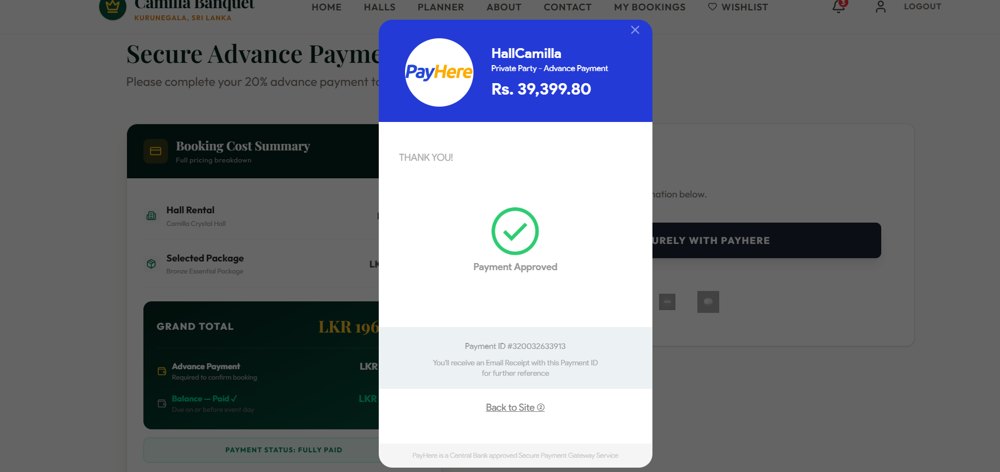 Camilla Banquet
KURUNEGALA, SRI LANKA
HOME
HALLS
PLANNER
ABOUT
CONTACT
MY BOOKINGS
WISHLIST
3
LOGOUT
Secure Advance Payme
Please complete your 20% advance payment to
Booking Cost Summary
Full pricing breakdown
Hall Rental
Camilla Crystal Hall
Selected Package
Bronze Essential Package
LK
GRAND TOTAL
LKR 196
Advance Payment
LKR
Required to confirm booking
Balance — Paid ✓
LKR
Due on or before event day
PAYMENT STATUS: FULLY PAID
PayHere
HallCamilla
Private Party - Advance Payment
Rs. 39,399.80
THANK YOU!
Payment Approved
Payment ID #320032633913
You'll receive an Email Receipt with this Payment ID
for further reference
Back to Site ②
PayHere is a Central Bank approved Secure Payment Gateway Service
mation below.
URELY WITH PAYHERE
VISA